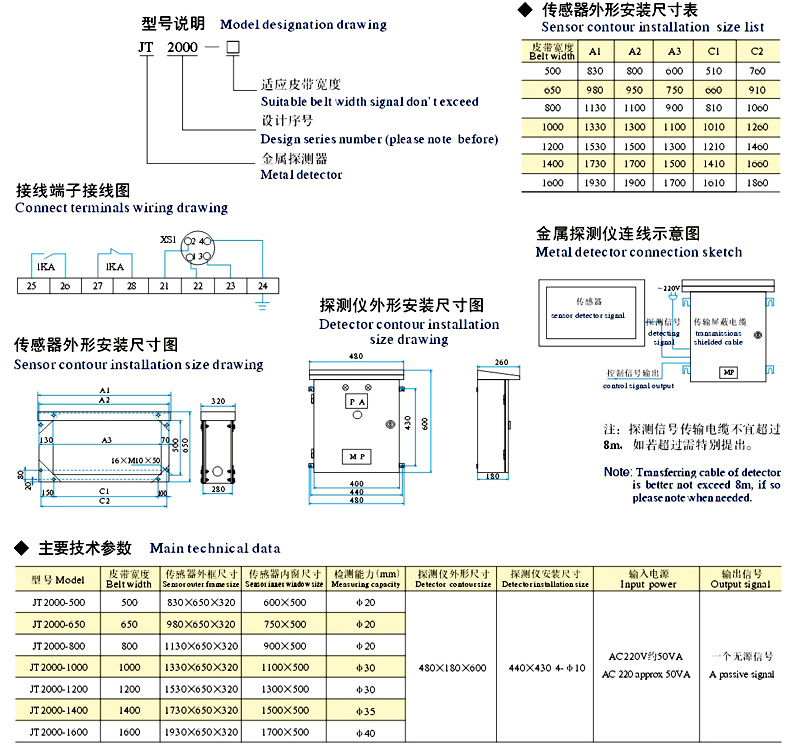 型号说明 Model designation drawing
JT 2000 — □
适应皮带宽度
Suitable belt width signal don't exceed
设计序号
Design series number (please note before)
金属探测器
Metal detector
◆ 传感器外形安装尺寸表
Sensor contour installation size list
皮带宽度 Belt width A1 A2 A3 C1 C2
500 830 800 600 510 760
650 980 950 750 660 910
800 1130 1100 900 810 1060
1000 1330 1300 1100 1010 1260
1200 1530 1500 1300 1210 1460
1400 1730 1700 1500 1410 1660
1600 1930 1900 1700 1610 1860
接线端子接线图
Connect terminals wiring drawing
XS1
2 4
1 3
1KA 1KA
25 26 27 28 21 22 23 24
探测仪外形安装尺寸图
Detector contour installation
size drawing
480
260
P A
M P
430
600
400
440
480
180
金属探测仪连线示意图
Metal detector connection sketch
传感器
sensor detector signal
~220V
探测信号
detecting
signal
传输屏蔽电缆
transmissions
shielded cable
控制信号输出
control signal output
MP
注: 探测信号传输电缆不宜超过
8m, 如若超过需特别提出。
Note: Transferring cable of detector
is better not exceed 8m, if so
please note when needed.
传感器外形安装尺寸图
Sensor contour installation size drawing
A1
A2
320
130 A3 70
500
650
16×M10×50
80
20
150 C1 100
C2
280
◆ 主要技术参数 Main technical data
型号 Model 皮带宽度 Belt width 传感器外框尺寸 Sensor outer frame size 传感器内窗尺寸 Sensor inner window size 检测能力(mm) Measuring capacity 探测仪外形尺寸 Detector contour size 探测仪安装尺寸 Detector installation size 输入电源 Input power 输出信号 Output signal
JT2000-500 500 830×650×320 600×500 ф20
JT2000-650 650 980×650×320 750×500 ф20
JT2000-800 800 1130×650×320 900×500 ф20
JT2000-1000 1000 1330×650×320 1100×500 ф30
JT2000-1200 1200 1530×650×320 1300×500 ф30
JT2000-1400 1400 1730×650×320 1500×500 ф35
JT2000-1600 1600 1930×650×320 1700×500 ф40
480×180×600
440×430 4-ф10
AC220V约50VA
AC 220 approx 50VA
一个无源信号
A passive signal